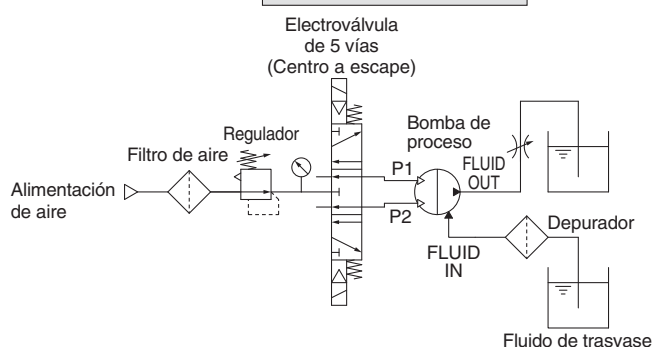 Electroválvula
de 5 vías
(Centro a escape)
Regulador
Filtro de aire
Alimentación
de aire
P1
P2
Bomba de
proceso
FLUID
OUT
FLUID
IN
Depurador
Fluido de trasvase